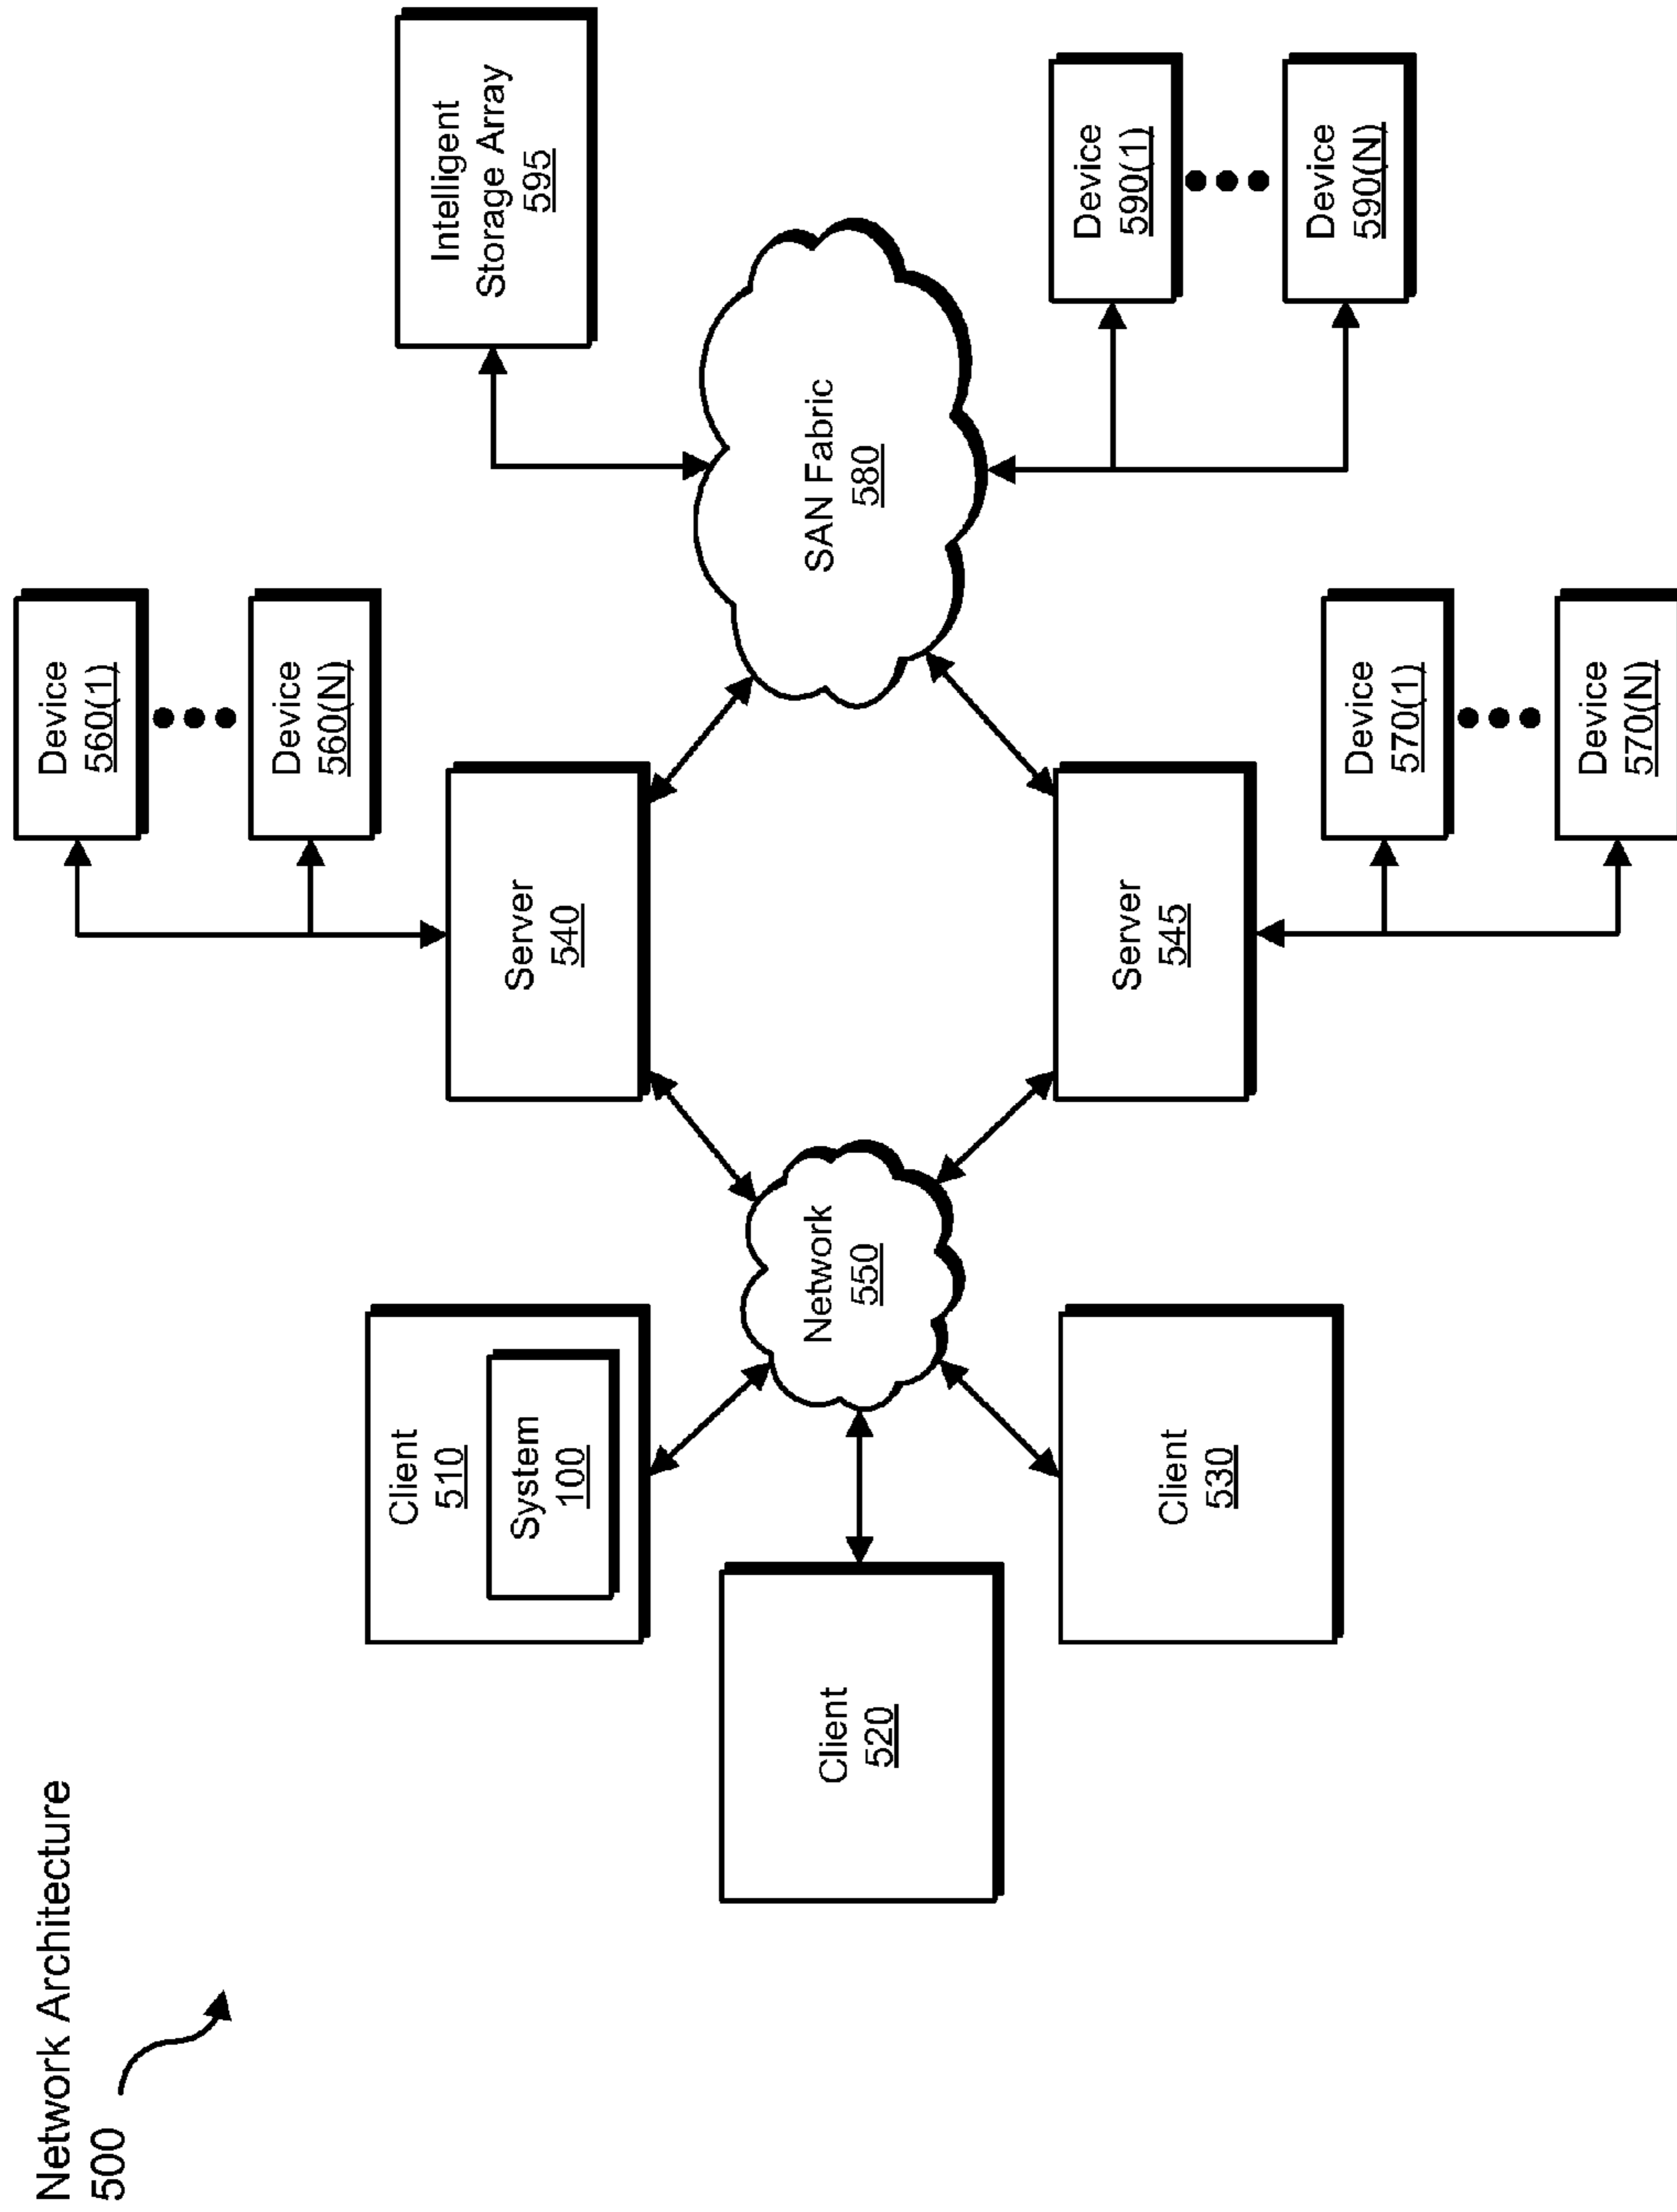 Network Architecture
500
Client
510
System
100
Client
520
Client
530
Network
550
Server
540
Server
545
Device
560(1)
Device
560(N)
Device
570(1)
Device
570(N)
SAN Fabric
580
Intelligent
Storage Array
595
Device
590(1)
Device
590(N)